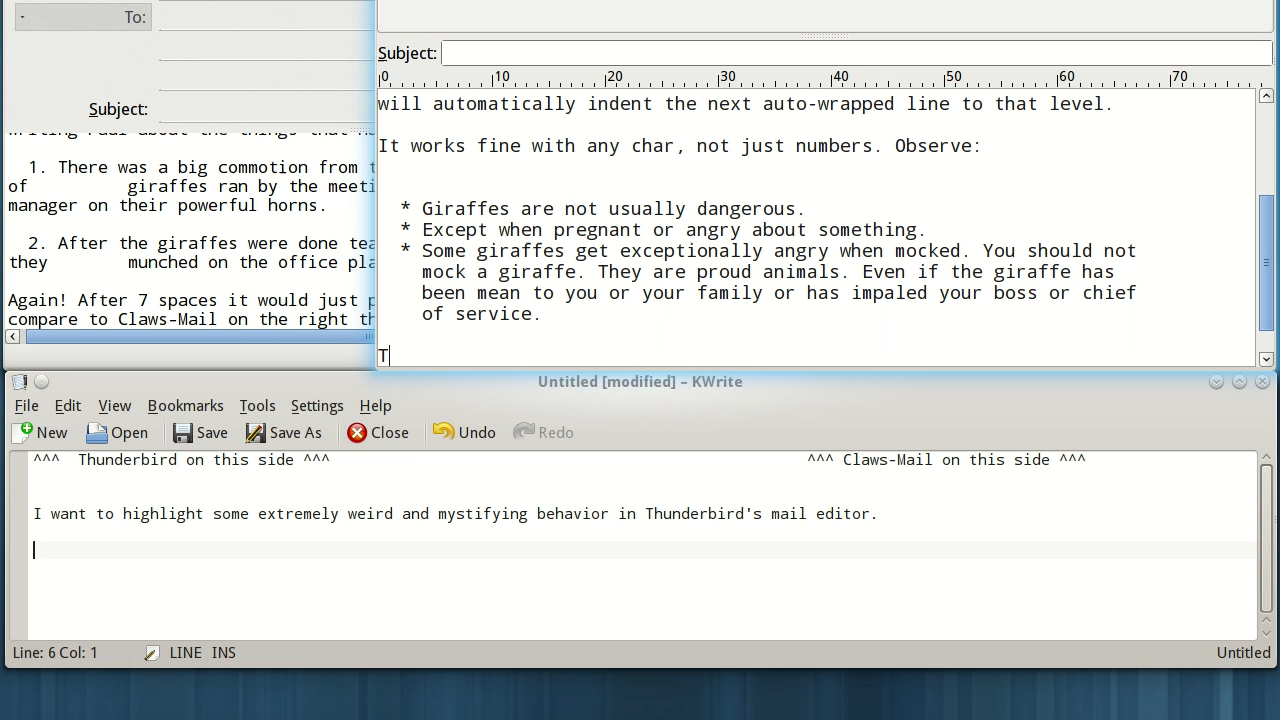 To:
Subject:
1. There was a big commotion from
of giraffes ran by the
manager on their powerful horns.
2. After the giraffes were done
they munched on the office
Again! After 7 spaces it would just
compare to Claws-Mail on the right
Subject:
0 10 20 30 40 50 60 70
will automatically indent the next auto-wrapped line to that level.
It works fine with any char, not just numbers. Observe:
* Giraffes are not usually dangerous.
* Except when pregnant or angry about something.
* Some giraffes get exceptionally angry when mocked. You should not
mock a giraffe. They are proud animals. Even if the giraffe has
been mean to you or your family or has impaled your boss or chief
of service.
T
Untitled [modified] – KWrite
File Edit View Bookmarks Tools Settings Help
New Open Save Save As Close Undo Redo
^^^ Thunderbird on this side ^^^ ^^^ Claws-Mail on this side ^^^
I want to highlight some extremely weird and mystifying behavior in Thunderbird's mail editor.
Line: 6 Col: 1 LINE INS Untitled